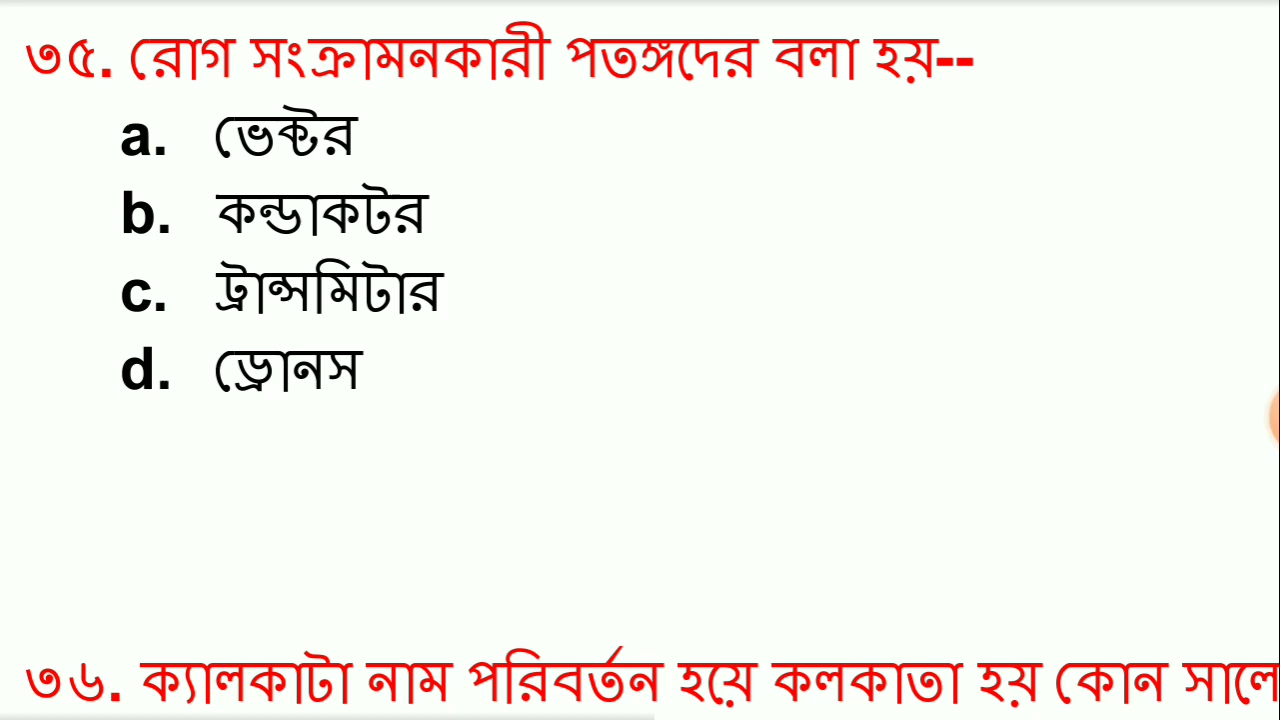 ৩৫. রোগ সংক্রামনকারী পতঙ্গদের বলা হয়--
a. ভেক্টর
b. কন্ডাকটর
c. ট্রান্সমিটার
d. ড্রোনস
৩৬. ক্যালকাটা নাম পরিবর্তন হয়ে কলকাতা হয় কোন সালে